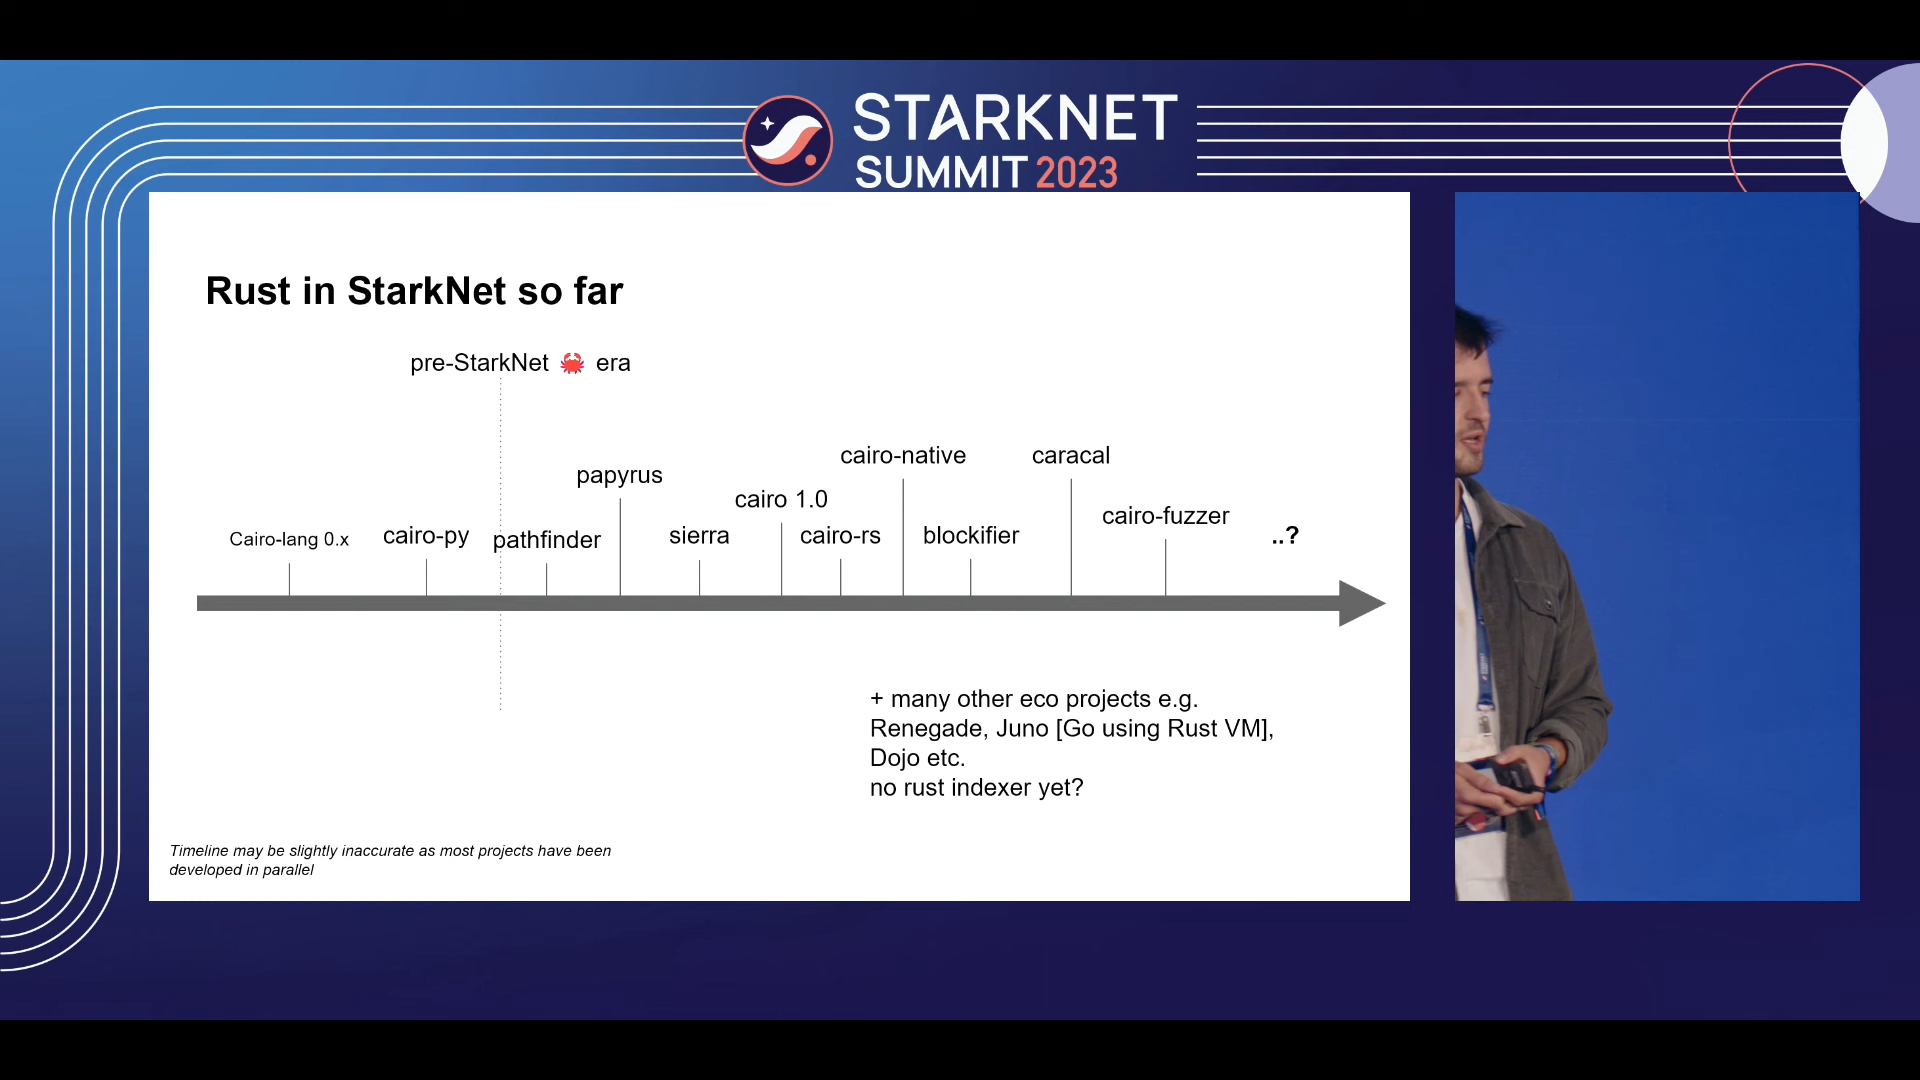 STARKNET
SUMMIT 2023
Rust in StarkNet so far
pre-StarkNet 🦀 era
cairo-native
caracal
papyrus
cairo 1.0
cairo-fuzzer
Cairo-lang 0.x
cairo-py
pathfinder
sierra
cairo-rs
blockifier
..?
+ many other eco projects e.g.
Renegade, Juno [Go using Rust VM],
Dojo etc.
no rust indexer yet?
Timeline may be slightly inaccurate as most projects have been
developed in parallel